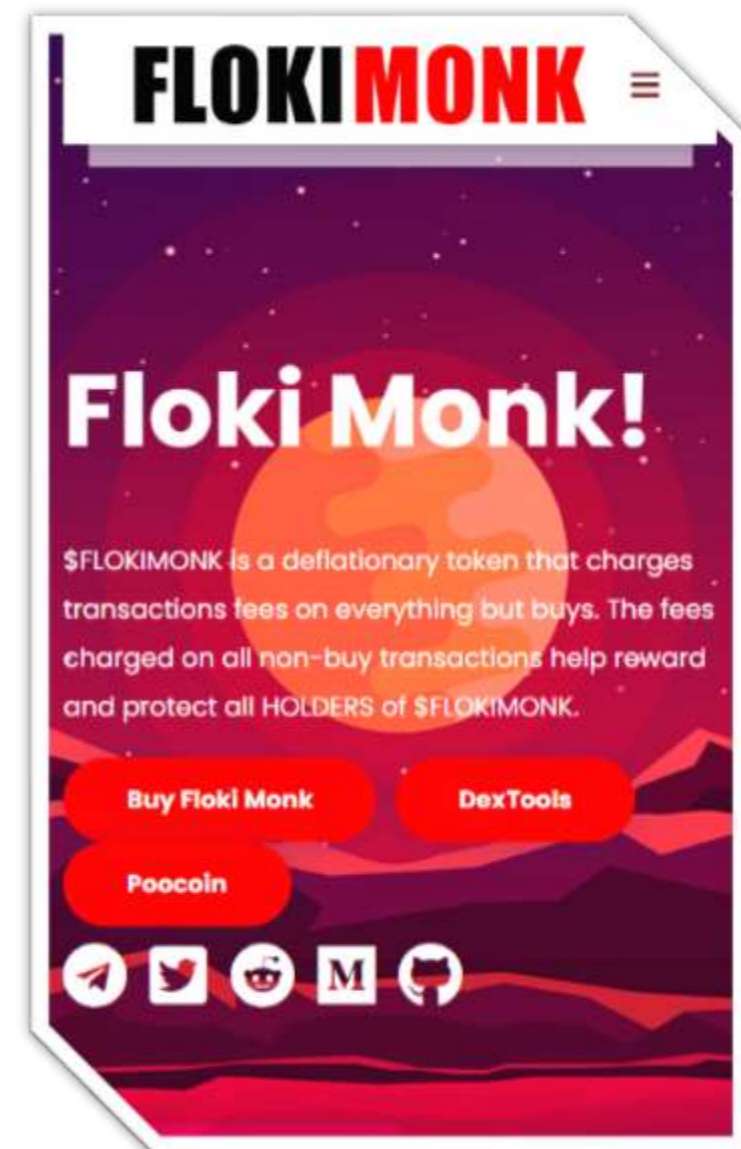 FLOKIMONK
Floki Monk!
$FLOKIMONK is a deflationary token that charges
transactions fees on everything but buys. The fees
charged on all non-buy transactions help reward
and protect all HOLDERS of $FLOKIMONK.
Buy Floki Monk DexTools
Poocoin
M